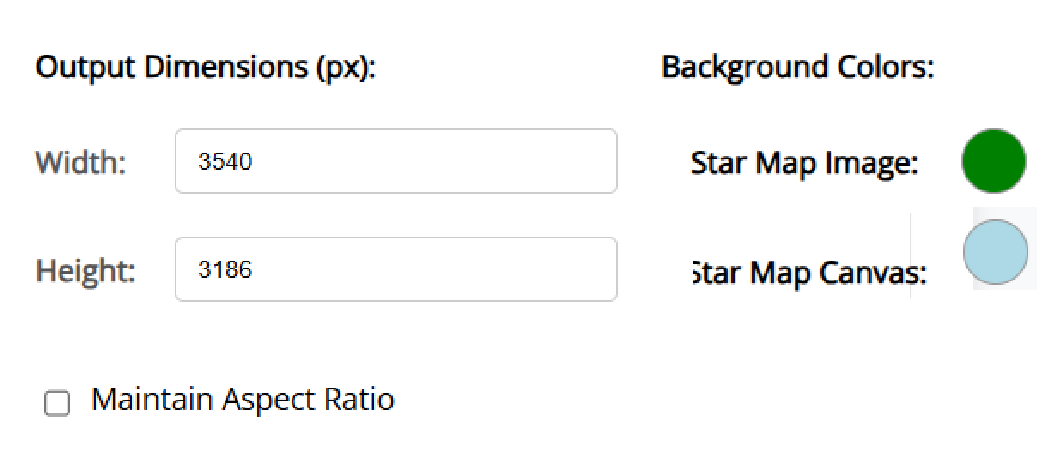 Output Dimensions (px):
Background Colors:
Width:
3540
Star Map Image:
Height:
3186
Star Map Canvas:
Maintain Aspect Ratio